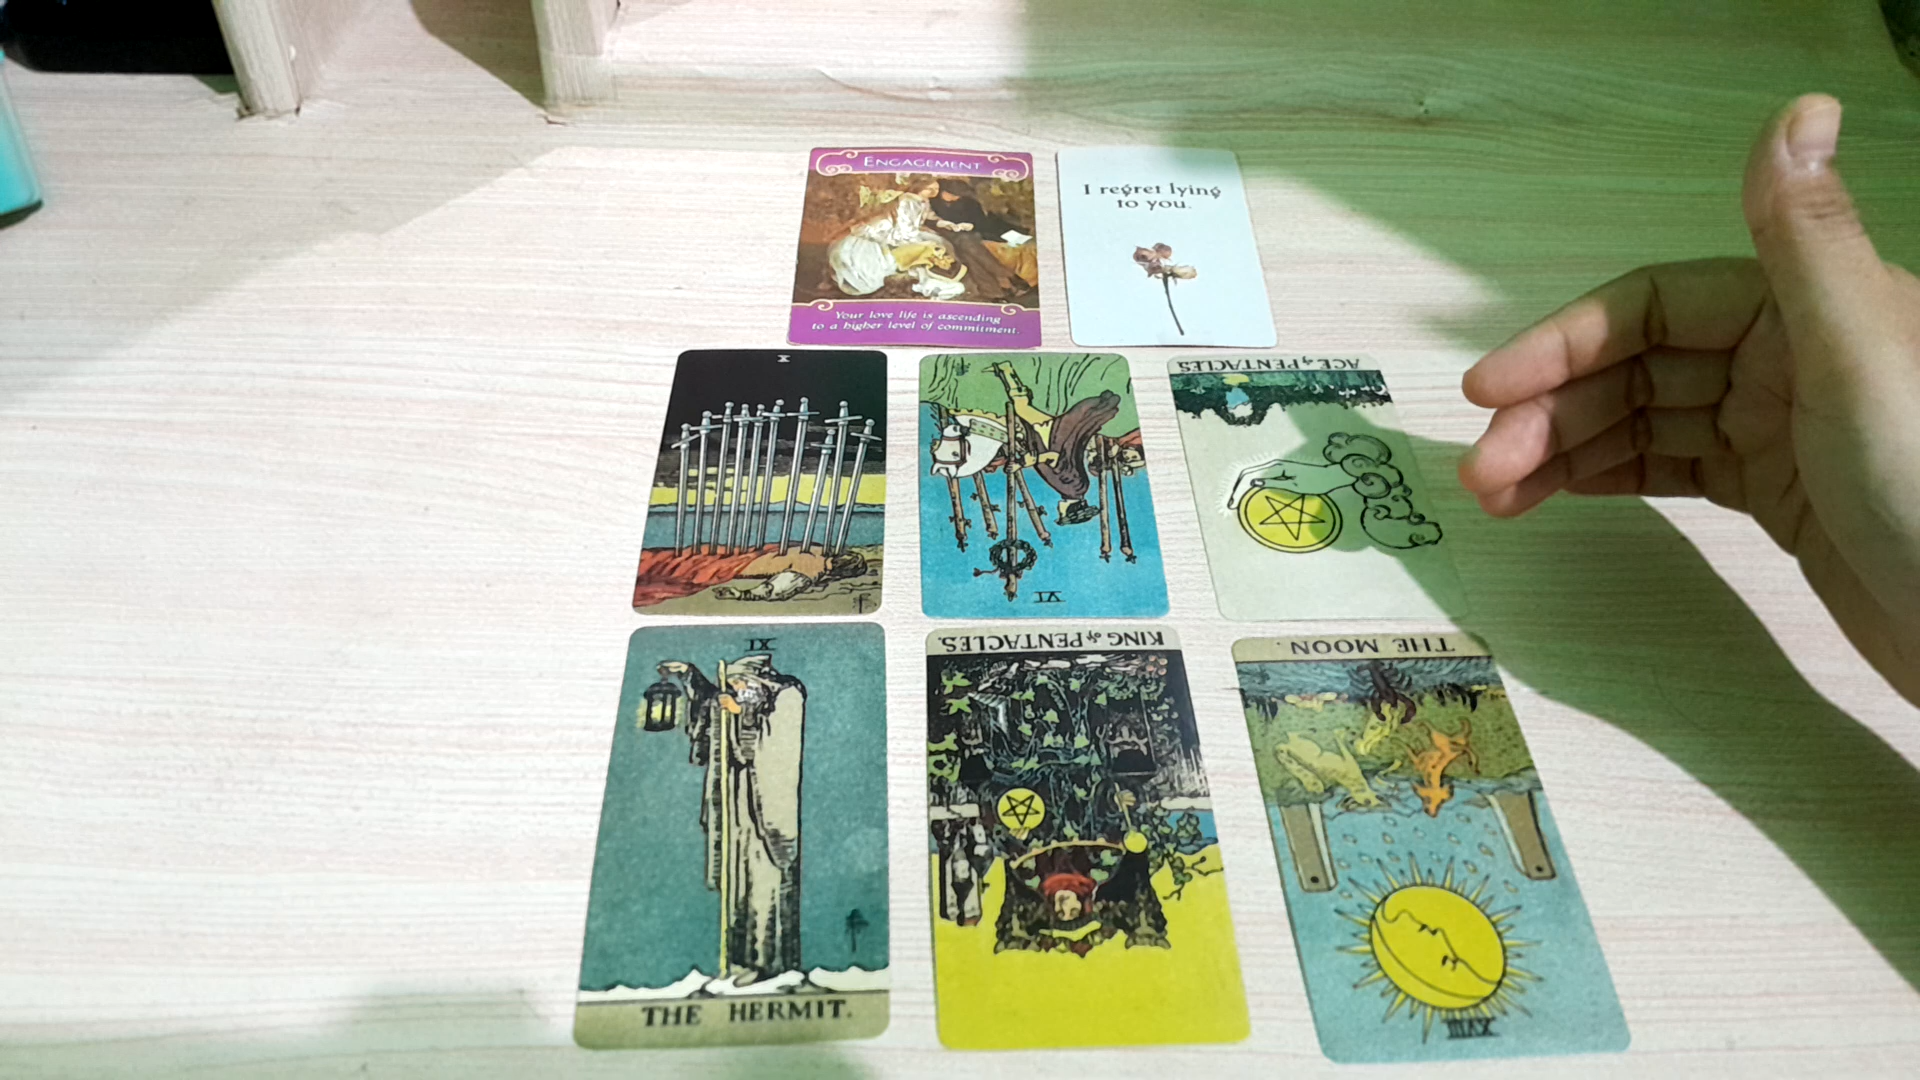 ENGAGEMENT
Your love life is ascending
to a higher level of commitment.
I regret lying
to you.
X
VI
ACE of PENTACLES.
IX
THE HERMIT.
KING of PENTACLES.
THE MOON.
XVIII